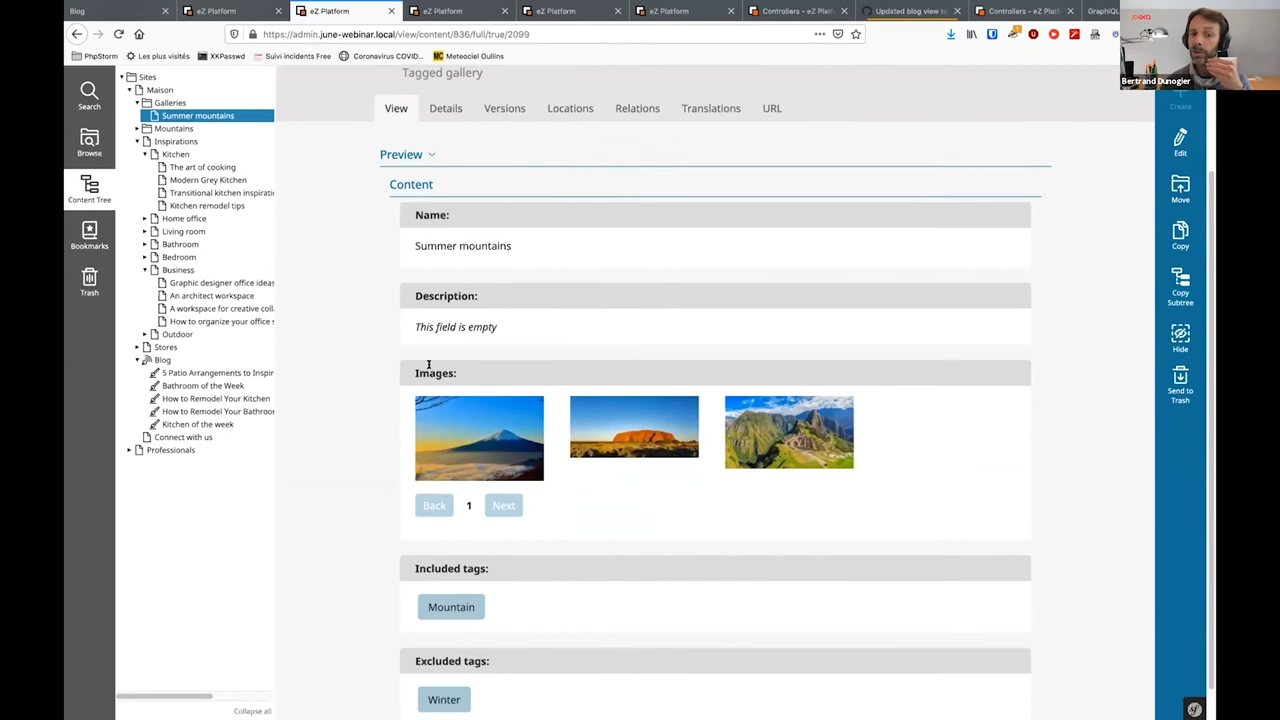 Blog
eZ Platform
eZ Platform
eZ Platform
eZ Platform
eZ Platform
Controllers — eZ Platf
Updated blog view t
Controllers — eZ Platf
GraphiQL
https://admin.june-webinar.local/view/content/836/full/true/2099
PhpStorm
Les plus visités
XKPasswd
Suivi incidents Free
Coronavirus COVID...
Meteociel Oullins
Bertrand Dunogier
Search
Browse
Content Tree
Bookmarks
Trash
Sites
Maison
Galleries
Summer mountains
Mountains
Inspirations
Kitchen
The art of cooking
Modern Grey Kitchen
Transitional kitchen inspiratio
Kitchen remodel tips
Home office
Living room
Bathroom
Bedroom
Business
Graphic designer office ideas
An architect workspace
A workspace for creative coll
How to organize your office s
Outdoor
Stores
Blog
5 Patio Arrangements to Inspir
Bathroom of the Week
How to Remodel Your Kitchen
How to Remodel Your Bathroor
Kitchen of the week
Connect with us
Professionals
Collapse all
Tagged gallery
View
Details
Versions
Locations
Relations
Translations
URL
Preview
Content
Name:
Summer mountains
Description:
This field is empty
Images:
Back
1
Next
Included tags:
Mountain
Excluded tags:
Winter
Create
Edit
Move
Copy
Copy
Subtree
Hide
Send to
Trash